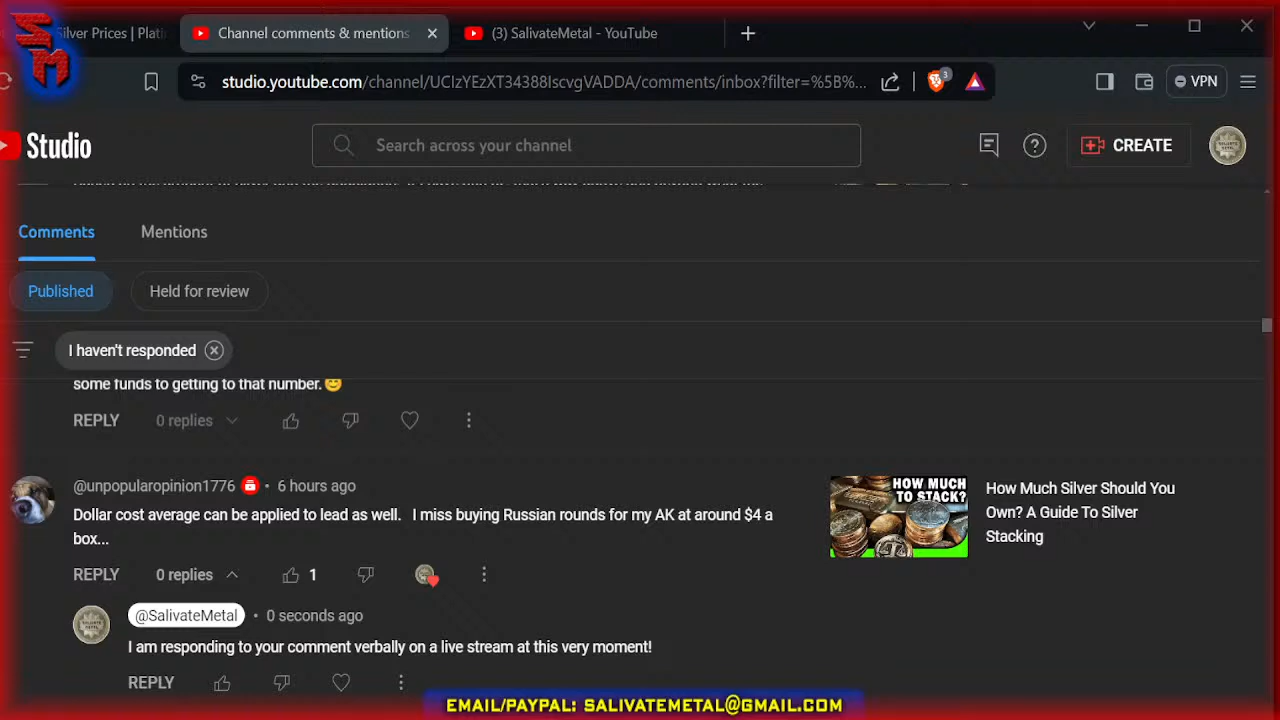 SM
Silver Prices | Plati
Channel comments & mentions
(3) SalivateMetal - YouTube
studio.youtube.com/channel/UCIzYEzXT34388IscvgVADDA/comments/inbox?filter=%5B%...
3
VPN
Studio
Search across your channel
CREATE
Comments
Mentions
Published
Held for review
I haven't responded
some funds to getting to that number.😊
REPLY
0 replies
@unpopularopinion1776 • 6 hours ago
Dollar cost average can be applied to lead as well. I miss buying Russian rounds for my AK at around $4 a
box...
HOW MUCH
TO STACK?
How Much Silver Should You
Own? A Guide To Silver
Stacking
REPLY
0 replies
1
@SalivateMetal • 0 seconds ago
I am responding to your comment verbally on a live stream at this very moment!
REPLY
EMAIL/PAYPAL: SALIVATEMETAL@GMAIL.COM